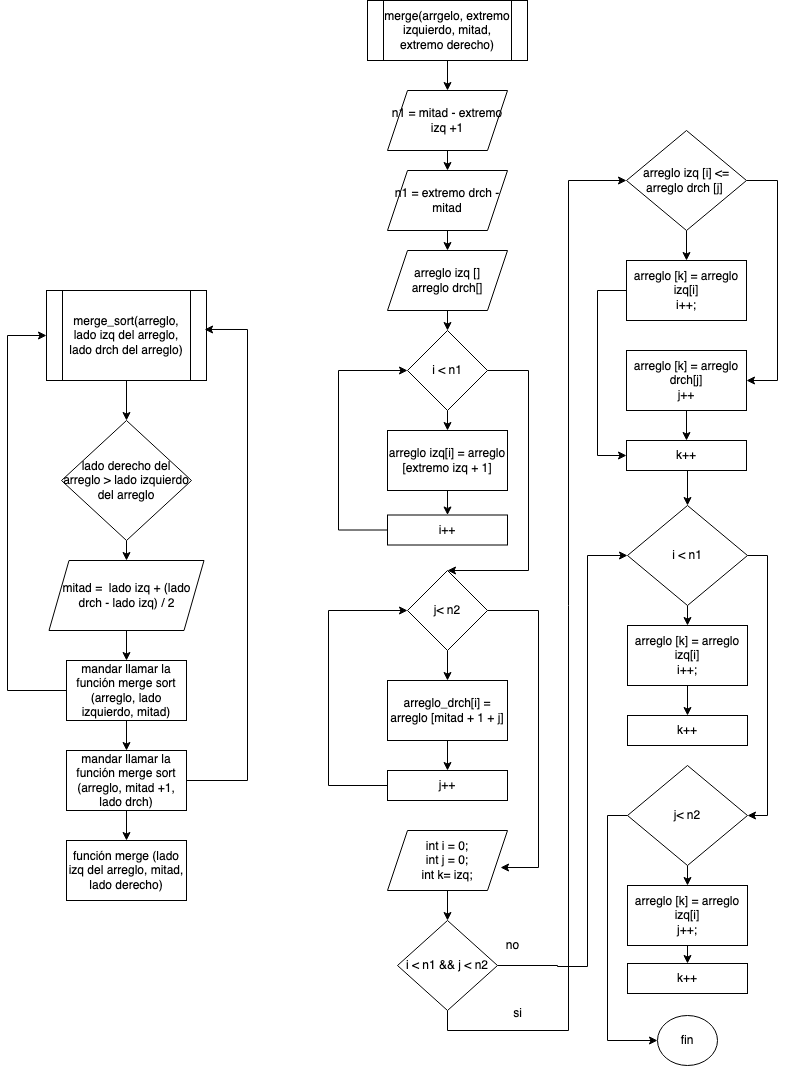 merge_sort(arreglo,
lado izq del arreglo,
lado drch del arreglo)
lado derecho del
arreglo > lado izquierdo
del arreglo
mitad = lado izq + (lado
drch - lado izq) / 2
mandar llamar la
función merge sort
(arreglo, lado
izquierdo, mitad)
mandar llamar la
función merge sort
(arreglo, mitad +1,
lado drch)
función merge (lado
izq del arreglo, mitad,
lado derecho)
merge(arrgelo, extremo
izquierdo, mitad,
extremo derecho)
n1 = mitad - extremo
izq +1
n1 = extremo drch -
mitad
arreglo izq []
arreglo drch[]
i < n1
arreglo izq[i] = arreglo
[extremo izq + 1]
i++
j< n2
arreglo_drch[i] =
arreglo [mitad + 1 + j]
j++
int i = 0;
int j = 0;
int k= izq;
i < n1 && j < n2
no
si
arreglo izq [i] <=
arreglo drch [j]
arreglo [k] = arreglo
izq[i]
i++;
arreglo [k] = arreglo
drch[j]
j++
k++
i < n1
arreglo [k] = arreglo
izq[i]
i++;
k++
j< n2
arreglo [k] = arreglo
izq[i]
j++;
k++
fin